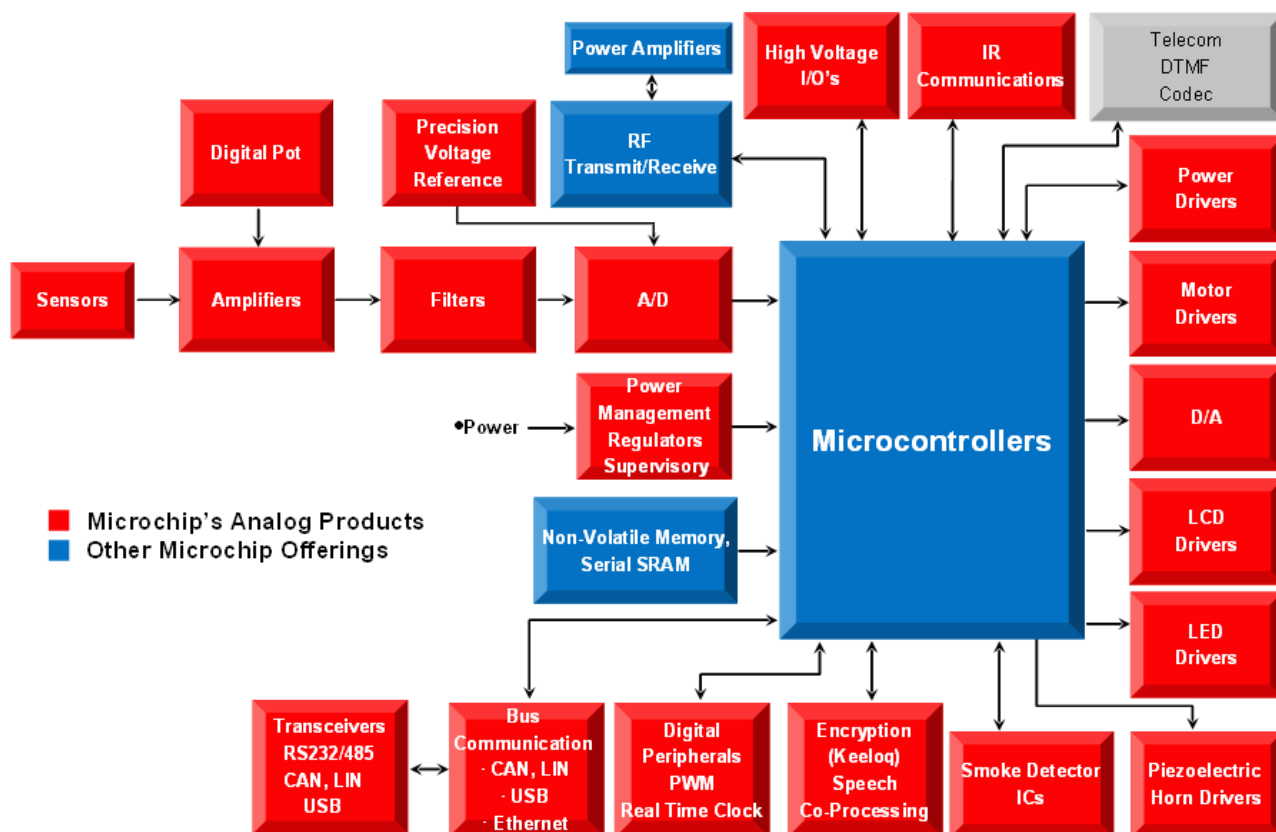 Power Amplifiers
High Voltage
I/O's
IR
Communications
Telecom
DTMF
Codec
Digital Pot
Precision
Voltage
Reference
RF
Transmit/Receive
Power
Drivers
Sensors
Amplifiers
Filters
A/D
Motor
Drivers
•Power
Power
Management
Regulators
Supervisory
Microcontrollers
D/A
Microchip's Analog Products
Other Microchip Offerings
Non-Volatile Memory,
Serial SRAM
LCD
Drivers
LED
Drivers
Transceivers
RS232/485
CAN, LIN
USB
Bus
Communication
· CAN, LIN
· USB
· Ethernet
Digital
Peripherals
PWM
Real Time Clock
Encryption
(Keeloq)
Speech
Co-Processing
Smoke Detector
ICs
Piezoelectric
Horn Drivers